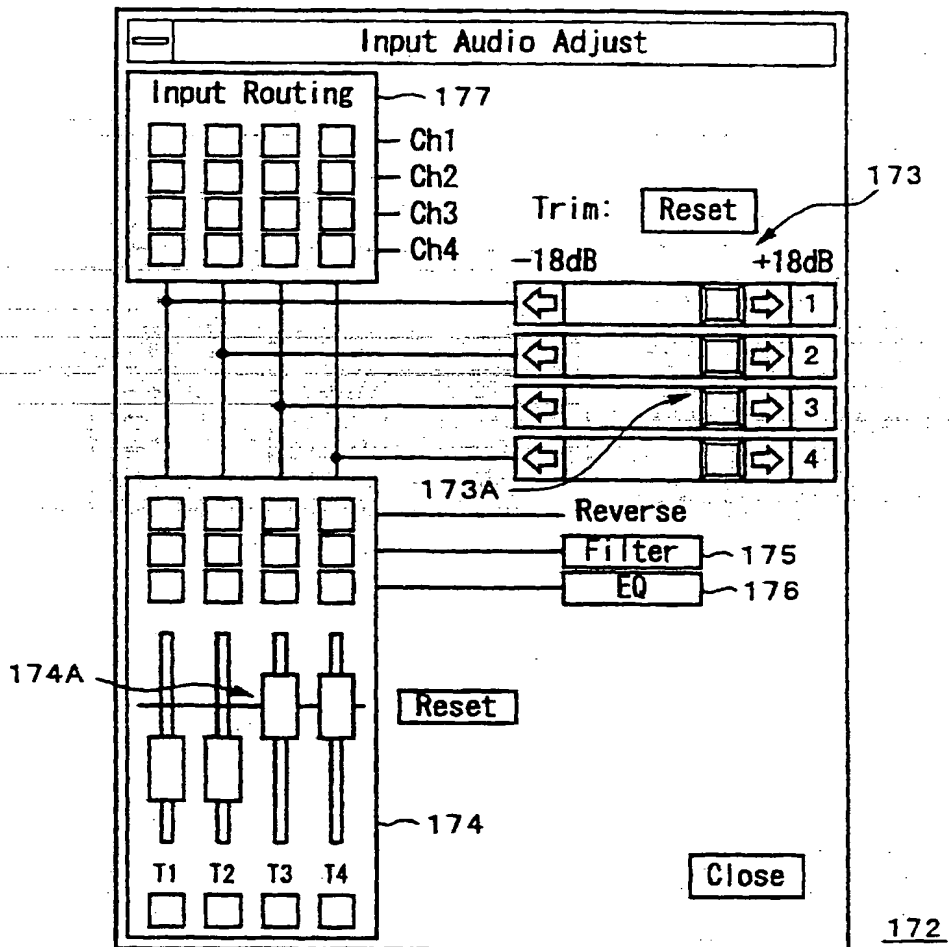 Input Audio Adjust
Input Routing
177
Ch1
Ch2
Ch3
Ch4
173
Trim:
Reset
-18dB
+18dB
1
2
3
4
173A
Reverse
Filter
175
EQ
176
174A
Reset
174
T1 T2 T3 T4
Close
172